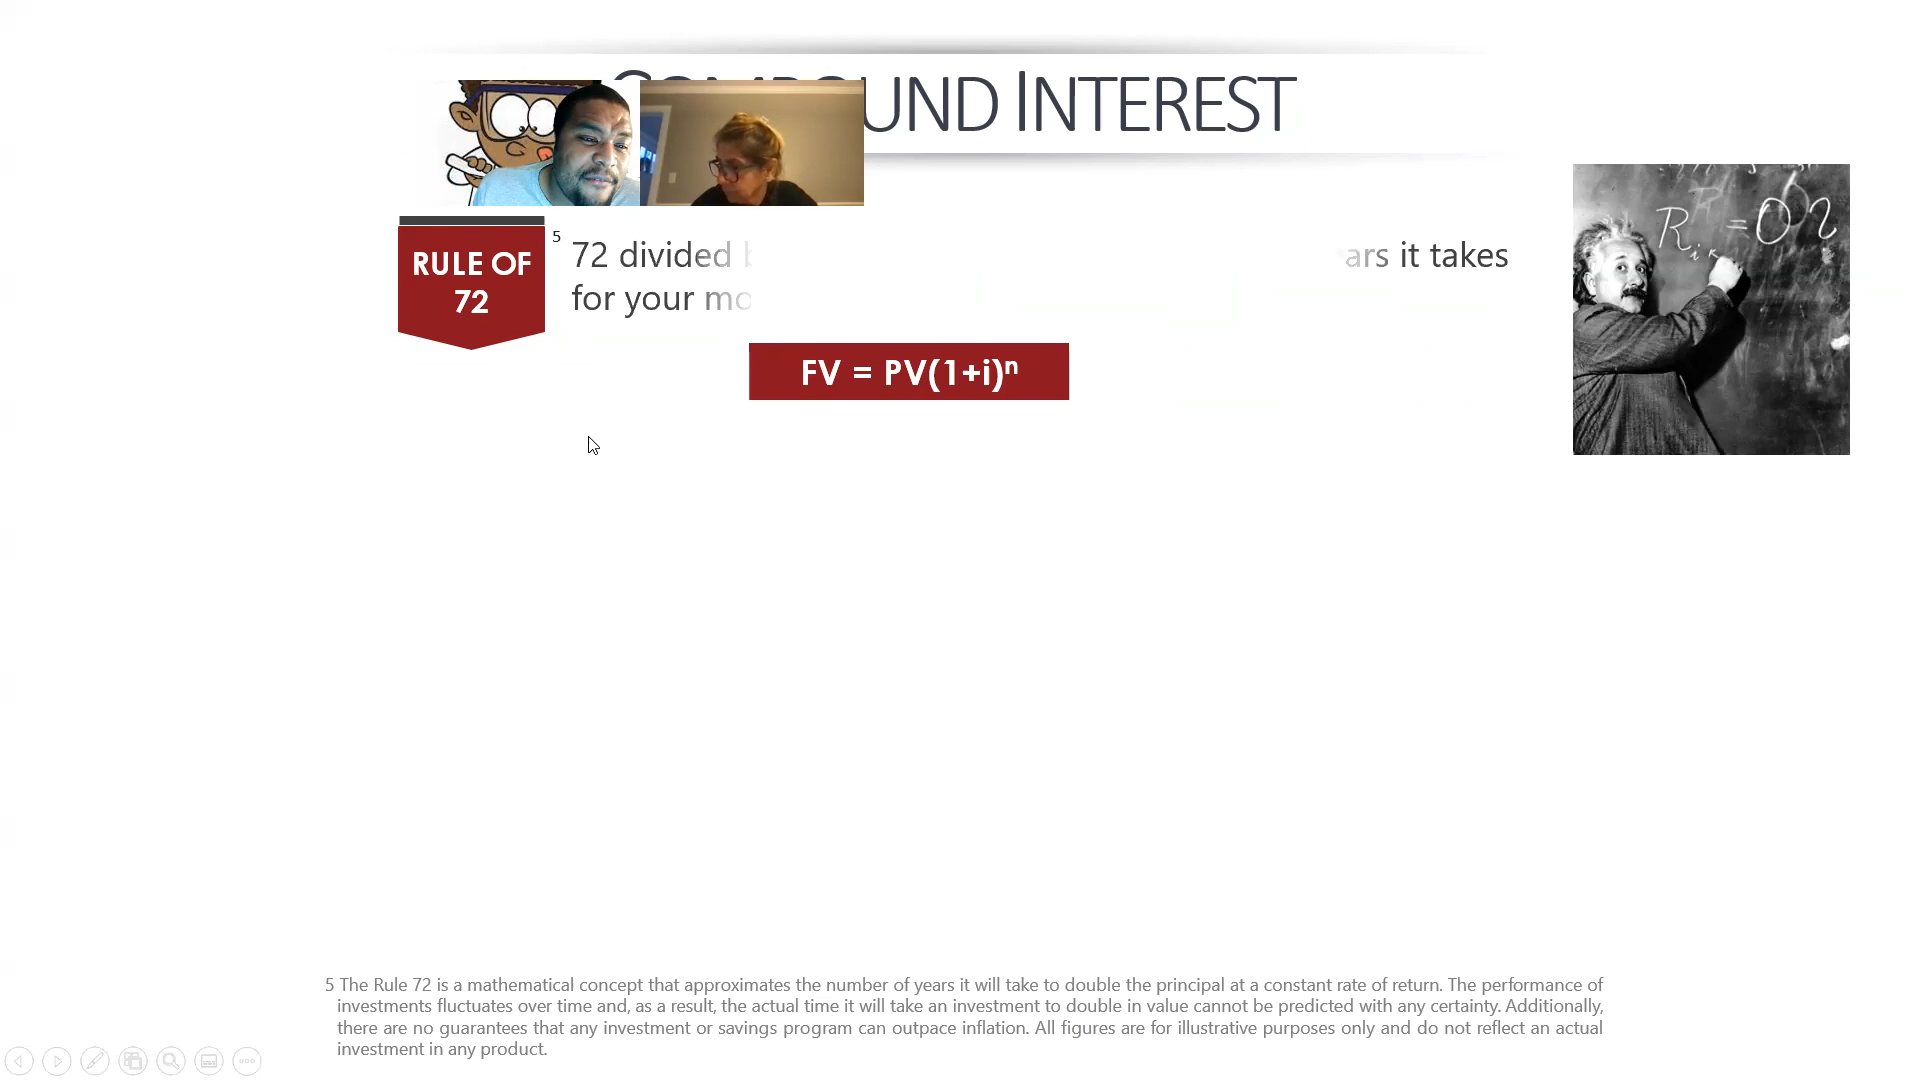 UND INTEREST
RULE OF
72
5
72 divided
ars it takes
for your mo
FV = PV(1+i)ⁿ
5 The Rule 72 is a mathematical concept that approximates the number of years it will take to double the principal at a constant rate of return. The performance of
investments fluctuates over time and, as a result, the actual time it will take an investment to double in value cannot be predicted with any certainty. Additionally,
there are no guarantees that any investment or savings program can outpace inflation. All figures are for illustrative purposes only and do not reflect an actual
investment in any product.